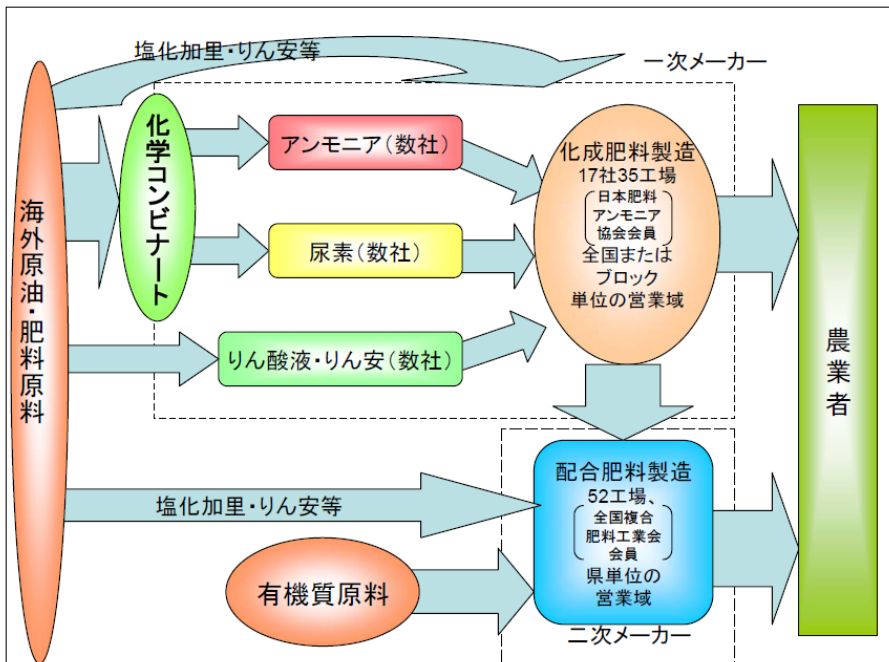 塩化加里・りん安等
一次メーカー
海外原油・肥料原料
化学コンビナート
アンモニア(数社)
尿素(数社)
りん酸液・りん安(数社)
化成肥料製造
17社35工場
日本肥料
アンモニア
協会会員
全国または
ブロック
単位の営業域
農業者
塩化加里・りん安等
有機質原料
配合肥料製造
52工場、
全国複合
肥料工業会
会員
県単位の
営業域
二次メーカー